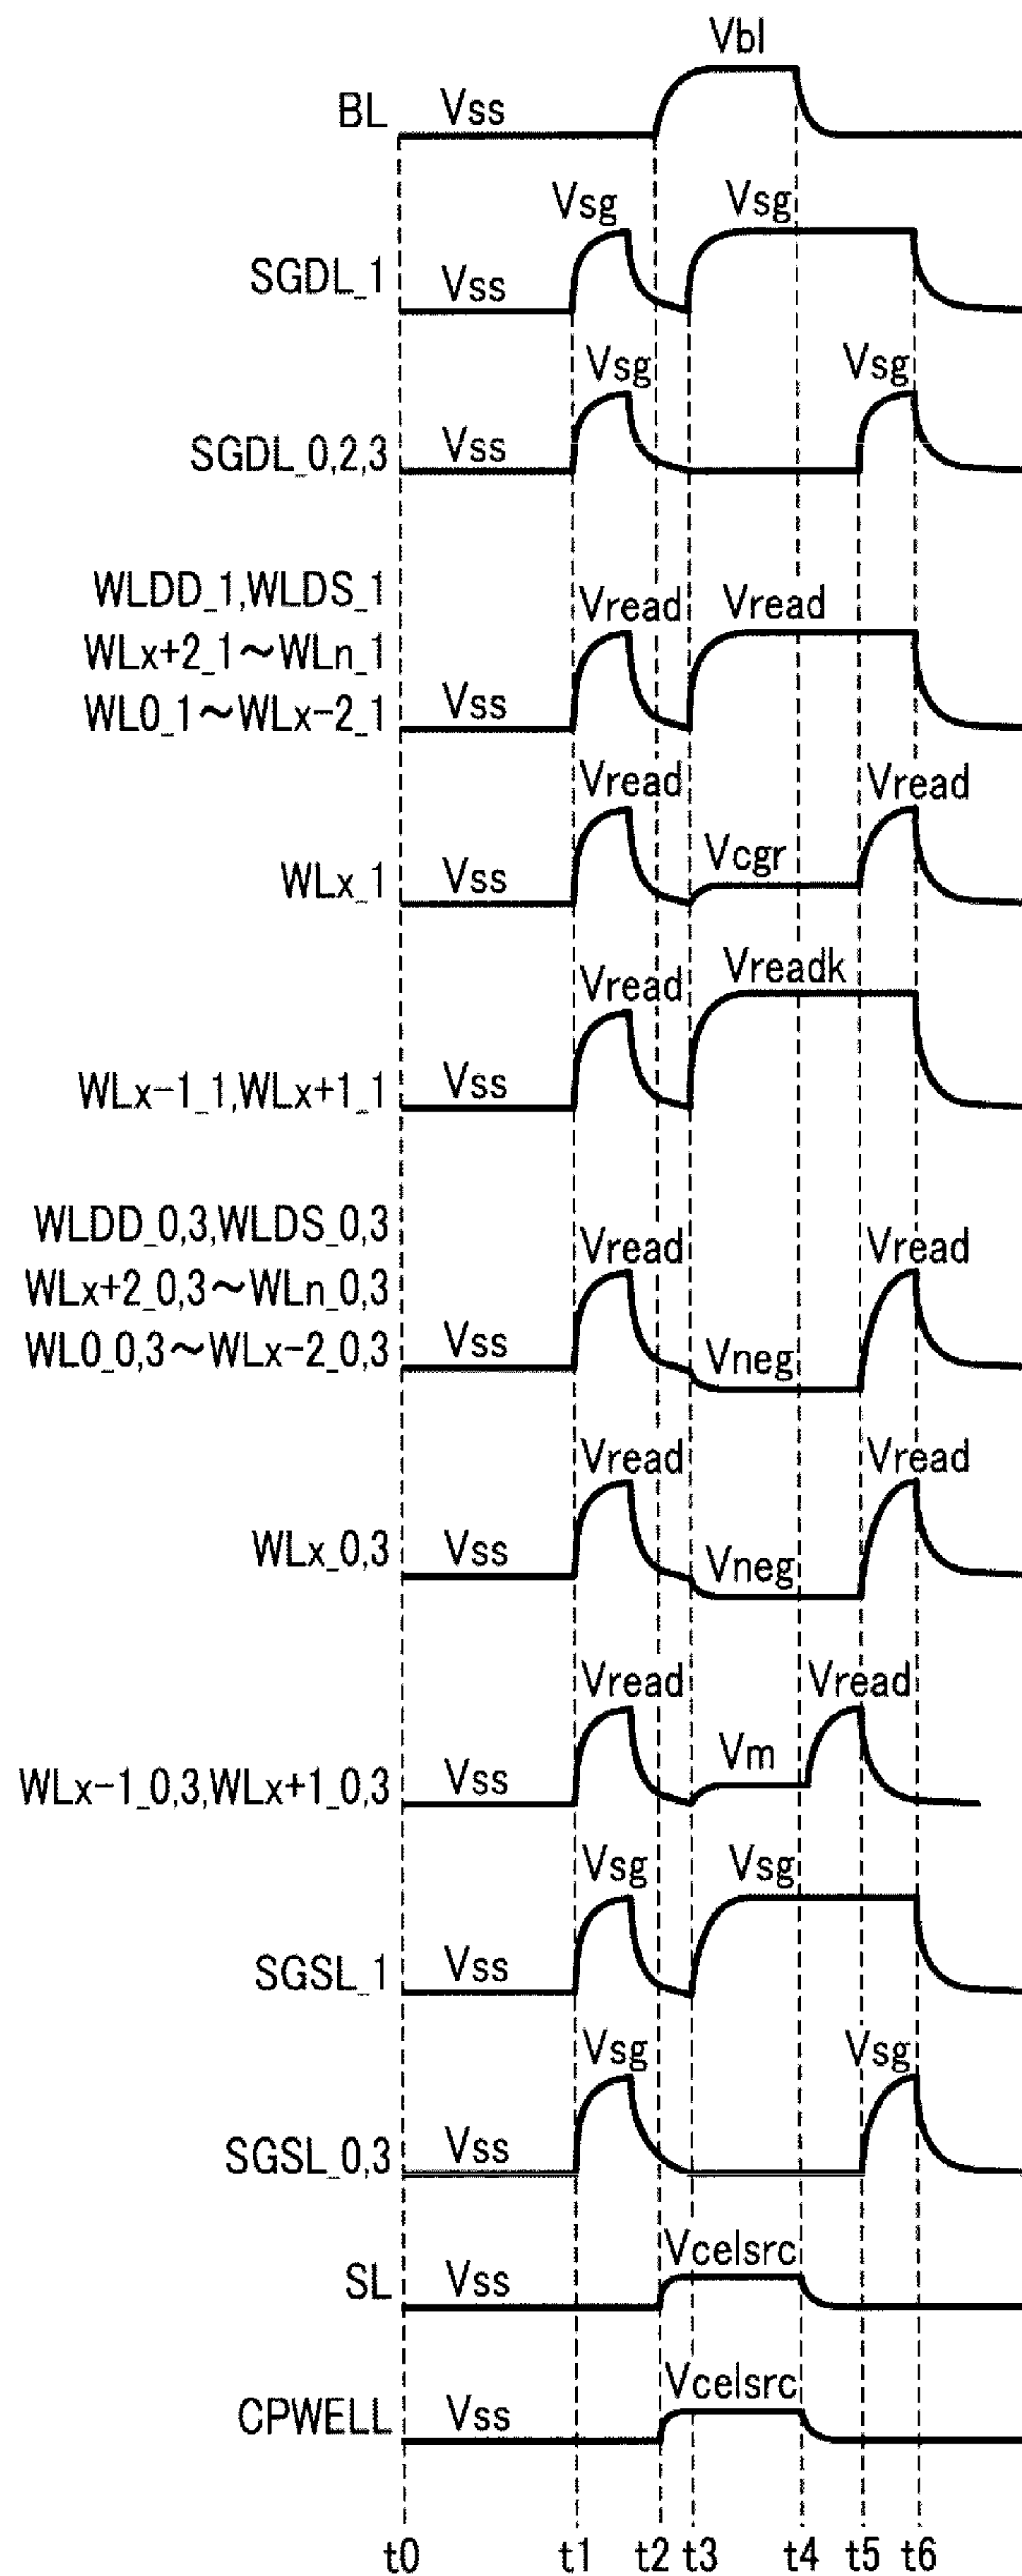 Vbl
BL Vss
Vsg Vsg
SGDL_1 Vss
Vsg Vsg
SGDL_0,2,3 Vss
WLDD_1,WLDS_1
Vread Vread
WLx+2_1~WLn_1
WL0_1~WLx-2_1 Vss
Vread Vread
WLx_1 Vss Vcgr
Vread Vreadk
WLx-1_1,WLx+1_1 Vss
WLDD_0,3,WLDS_0,3
Vread Vread
WLx+2_0,3~WLn_0,3
WL0_0,3~WLx-2_0,3 Vss Vneg
Vread Vread
WLx_0,3 Vss Vneg
Vread Vread
WLx-1_0,3,WLx+1_0,3 Vss Vm
Vsg Vsg
SGSL_1 Vss
Vsg Vsg
SGSL_0,3 Vss
Vcelsrc
SL Vss
Vcelsrc
CPWELL Vss
t0 t1 t2 t3 t4 t5 t6